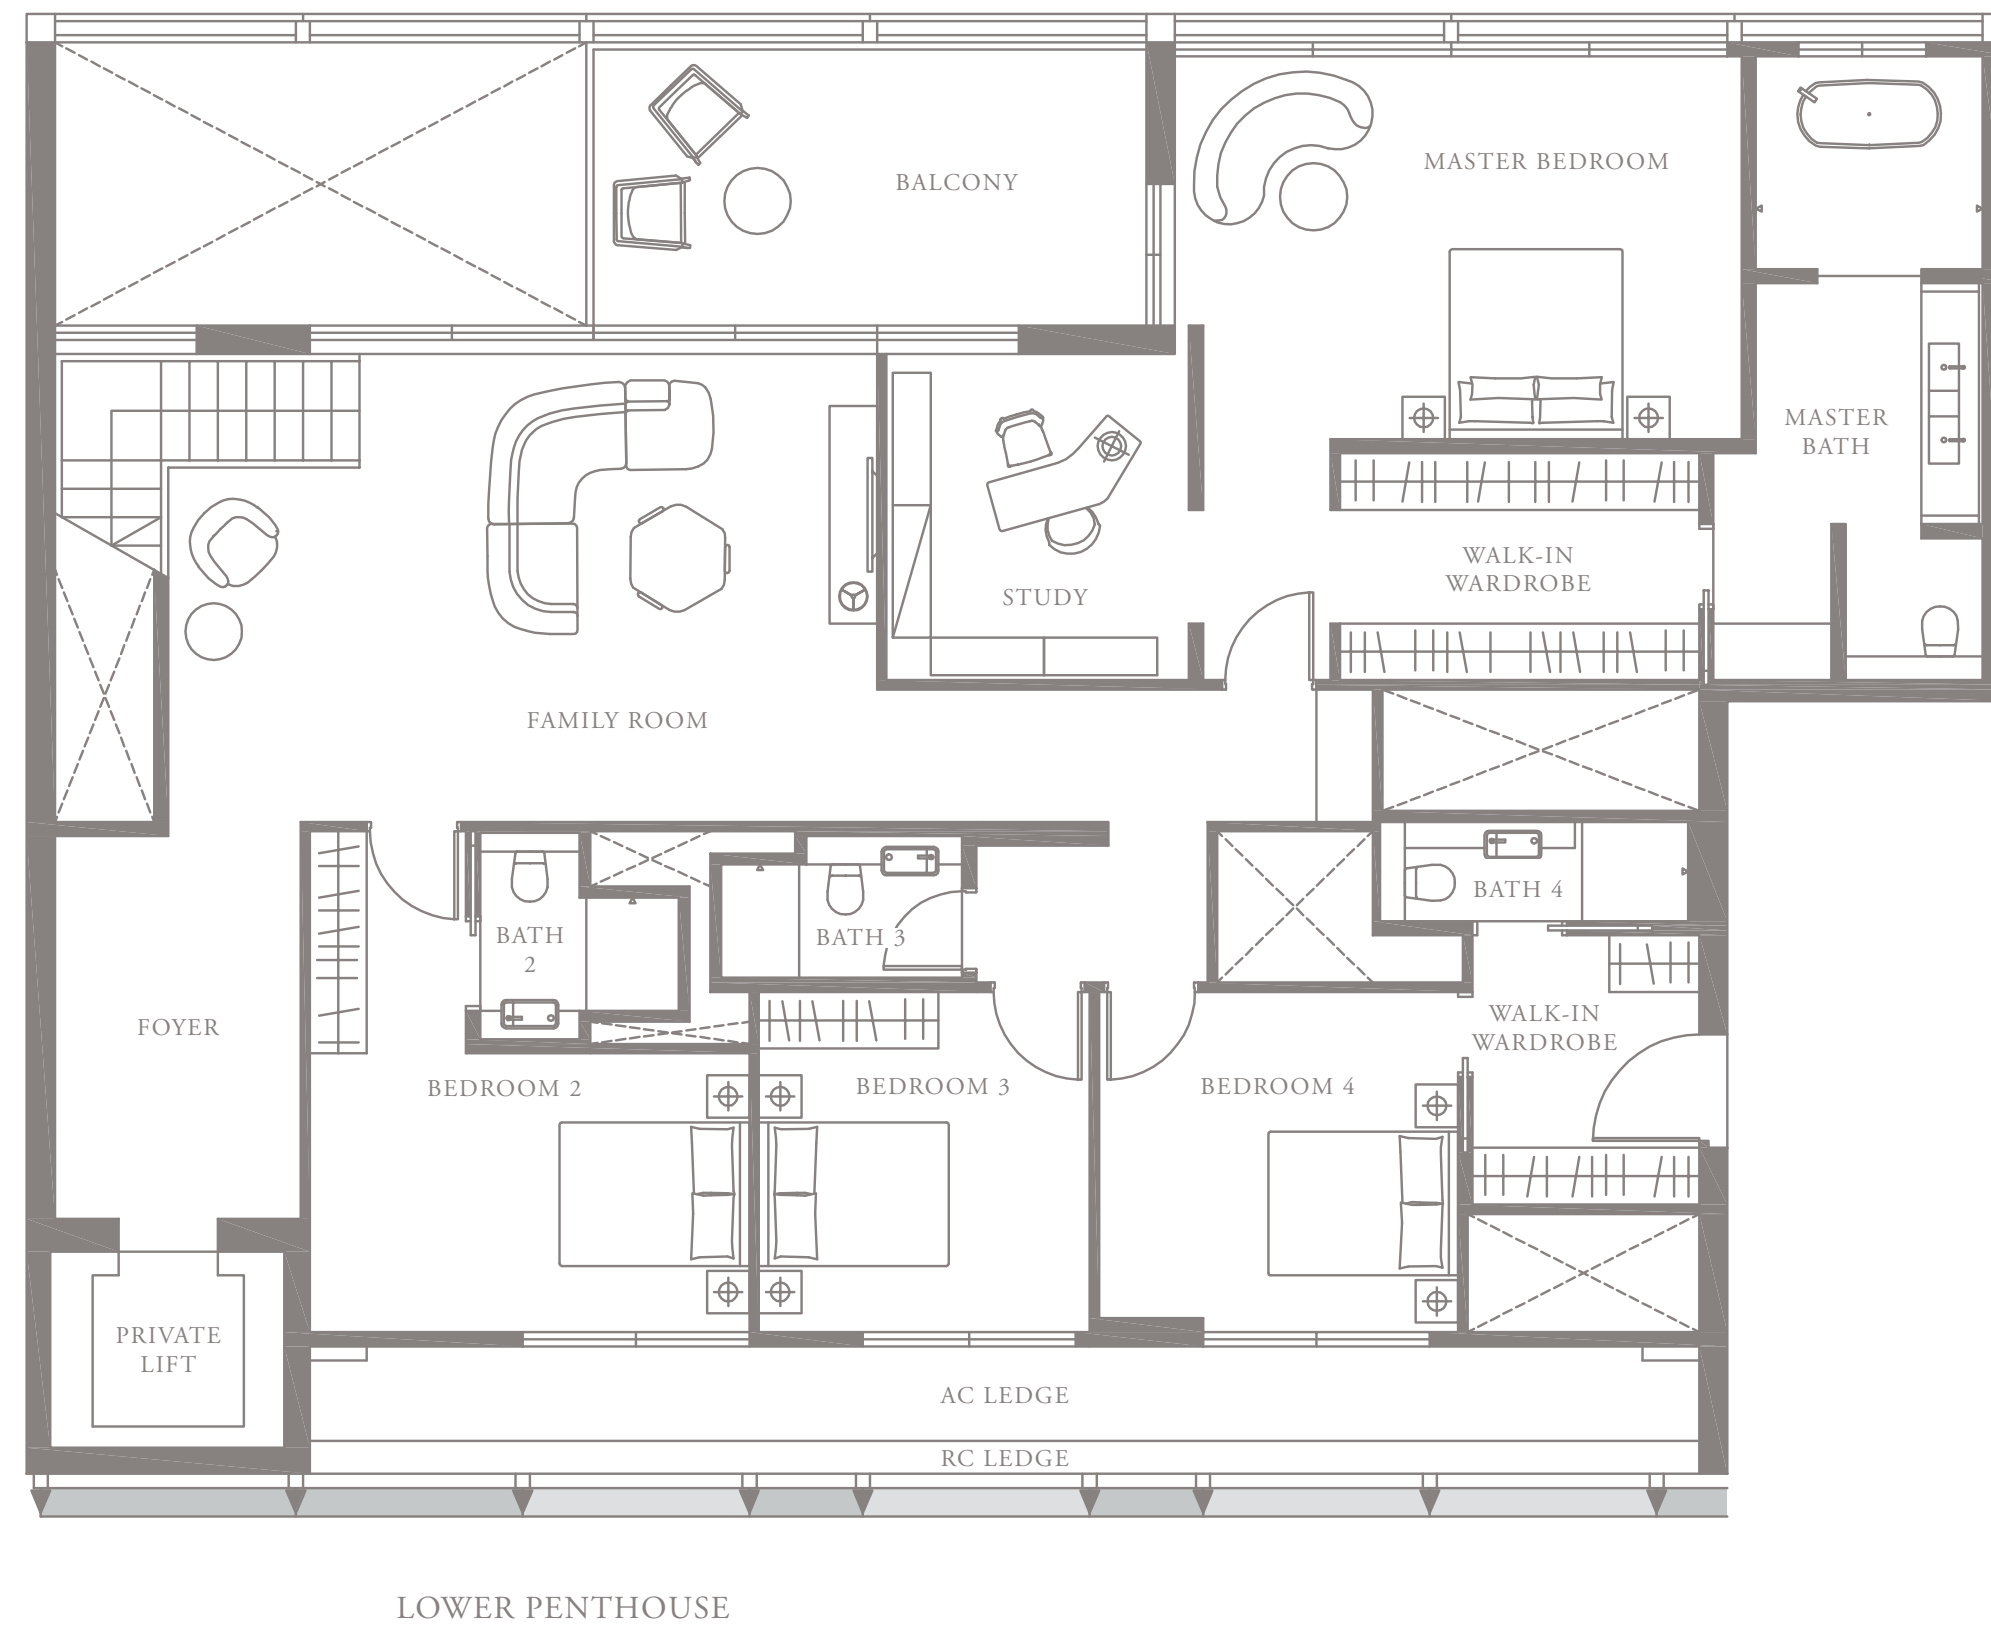 BALCONY
MASTER BEDROOM
MASTER
BATH
WALK-IN
WARDROBE
STUDY
FAMILY ROOM
BATH 4
BATH
2
BATH 3
FOYER
WALK-IN
WARDROBE
BEDROOM 2
BEDROOM 3
BEDROOM 4
PRIVATE
LIFT
AC LEDGE
RC LEDGE
LOWER PENTHOUSE